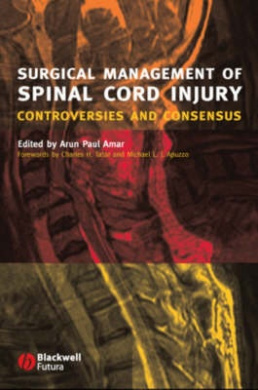 SURGICAL MANAGEMENT OF
SPINAL CORD INJURY
CONTROVERSIES AND CONSENSUS
Edited by Arun Paul Amar
Forewords by Charles H. Tator and Michael L. J. Apuzzo
Blackwell
Futura